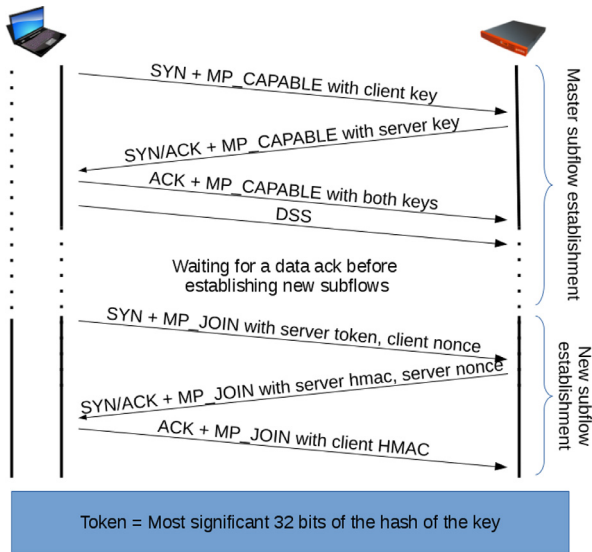 SYN + MP_CAPABLE with client key
SYN/ACK + MP_CAPABLE with server key
ACK + MP_CAPABLE with both keys
DSS
Master subflow establishment
Waiting for a data ack before
establishing new subflows
SYN + MP_JOIN with server token, client nonce
SYN/ACK + MP_JOIN with server hmac, server nonce
ACK + MP_JOIN with client HMAC
New subflow
establishment
Token = Most significant 32 bits of the hash of the key